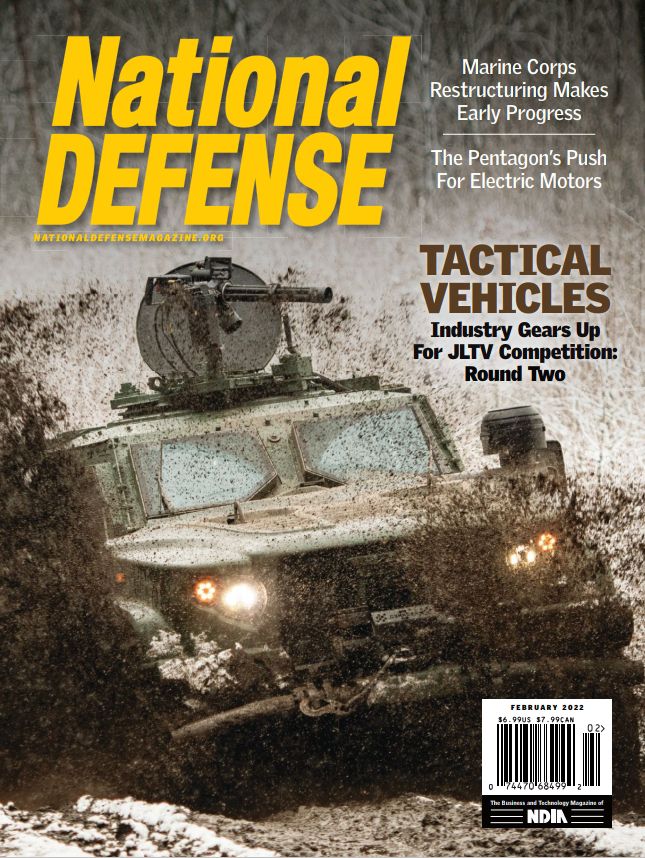 National
DEFENSE
NATIONALDEFENSEMAGAZINE.ORG
Marine Corps
Restructuring Makes
Early Progress
The Pentagon's Push
For Electric Motors
TACTICAL
VEHICLES
Industry Gears Up
For JLTV Competition:
Round Two
FEBRUARY 2022
$6.99US $7.99CAN
02>
0 74470 68499 2
The Business and Technology Magazine of
NDIA